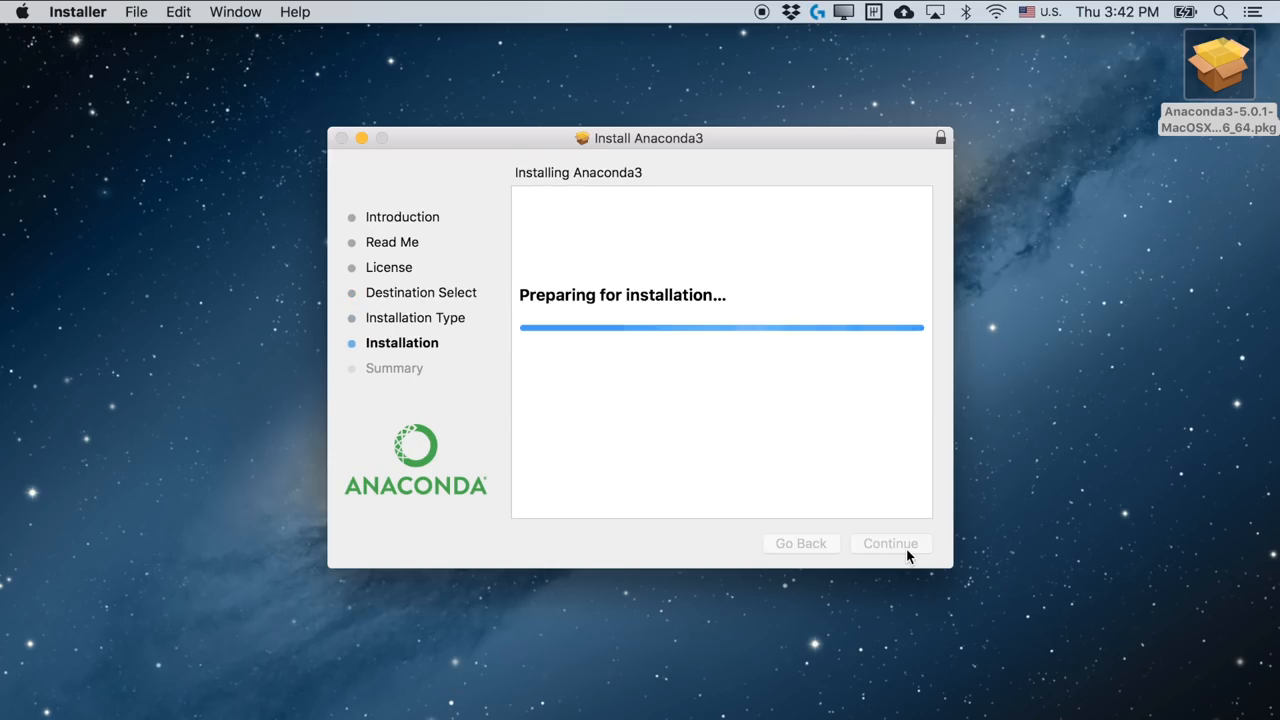 Installer File Edit Window Help U.S. Thu 3:42 PM
Anaconda3-5.0.1-
MacOSX...6_64.pkg
Install Anaconda3
Installing Anaconda3
Introduction
Read Me
License
Destination Select
Installation Type
Installation
Summary
Preparing for installation...
ANACONDA
Go Back Continue